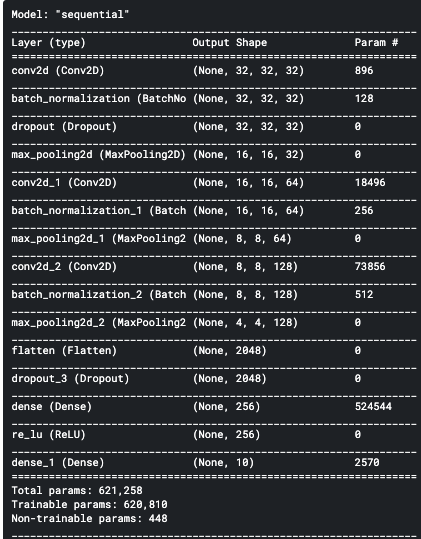 Model: "sequential"
Layer (type) Output Shape Param #
conv2d (Conv2D) (None, 32, 32, 32) 896
batch_normalization (BatchNo (None, 32, 32, 32) 128
dropout (Dropout) (None, 32, 32, 32) 0
max_pooling2d (MaxPooling2D) (None, 16, 16, 32) 0
conv2d_1 (Conv2D) (None, 16, 16, 64) 18496
batch_normalization_1 (Batch (None, 16, 16, 64) 256
max_pooling2d_1 (MaxPooling2 (None, 8, 8, 64) 0
conv2d_2 (Conv2D) (None, 8, 8, 128) 73856
batch_normalization_2 (Batch (None, 8, 8, 128) 512
max_pooling2d_2 (MaxPooling2 (None, 4, 4, 128) 0
flatten (Flatten) (None, 2048) 0
dropout_3 (Dropout) (None, 2048) 0
dense (Dense) (None, 256) 524544
re_lu (ReLU) (None, 256) 0
dense_1 (Dense) (None, 10) 2570
Total params: 621,258
Trainable params: 620,810
Non-trainable params: 448